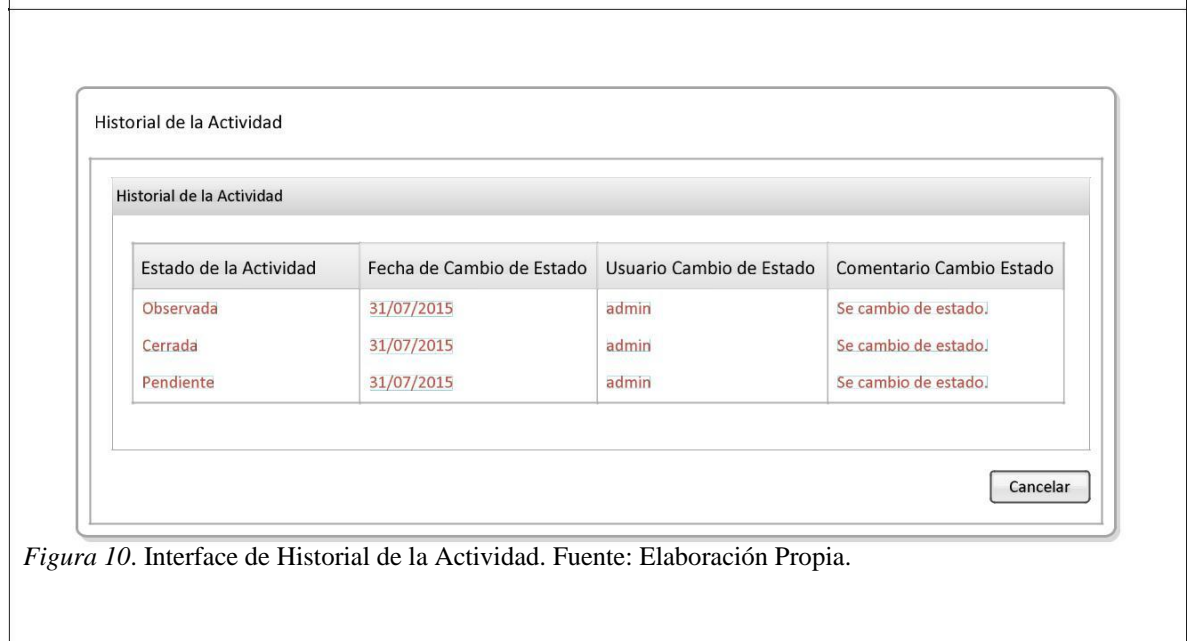 Historial de la Actividad
Historial de la Actividad
Estado de la Actividad Fecha de Cambio de Estado Usuario Cambio de Estado Comentario Cambio Estado
Observada 31/07/2015 admin Se cambio de estado.
Cerrada 31/07/2015 admin Se cambio de estado.
Pendiente 31/07/2015 admin Se cambio de estado.
Cancelar
Figura 10. Interface de Historial de la Actividad. Fuente: Elaboración Propia.